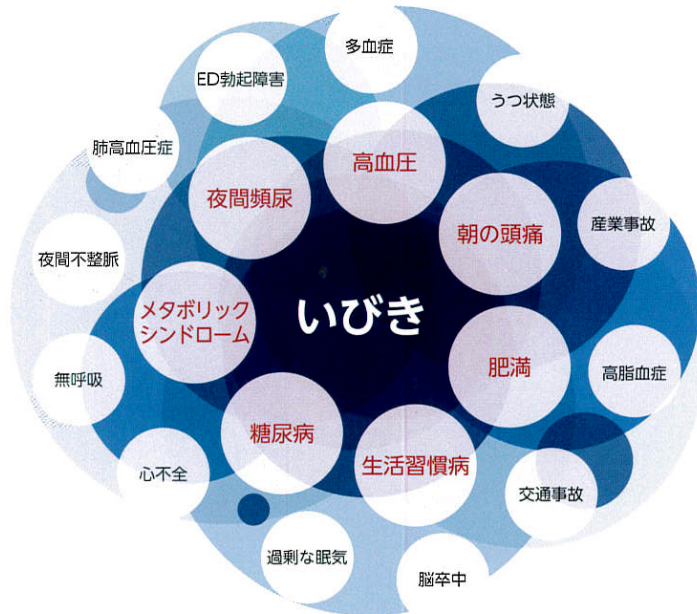 多血症
ED勃起障害
うつ状態
肺高血圧症
高血圧
夜間頻尿
朝の頭痛
産業事故
夜間不整脈
メタボリック
シンドローム
いびき
肥満
高脂血症
無呼吸
糖尿病
生活習慣病
心不全
交通事故
過剰な眠気
脳卒中